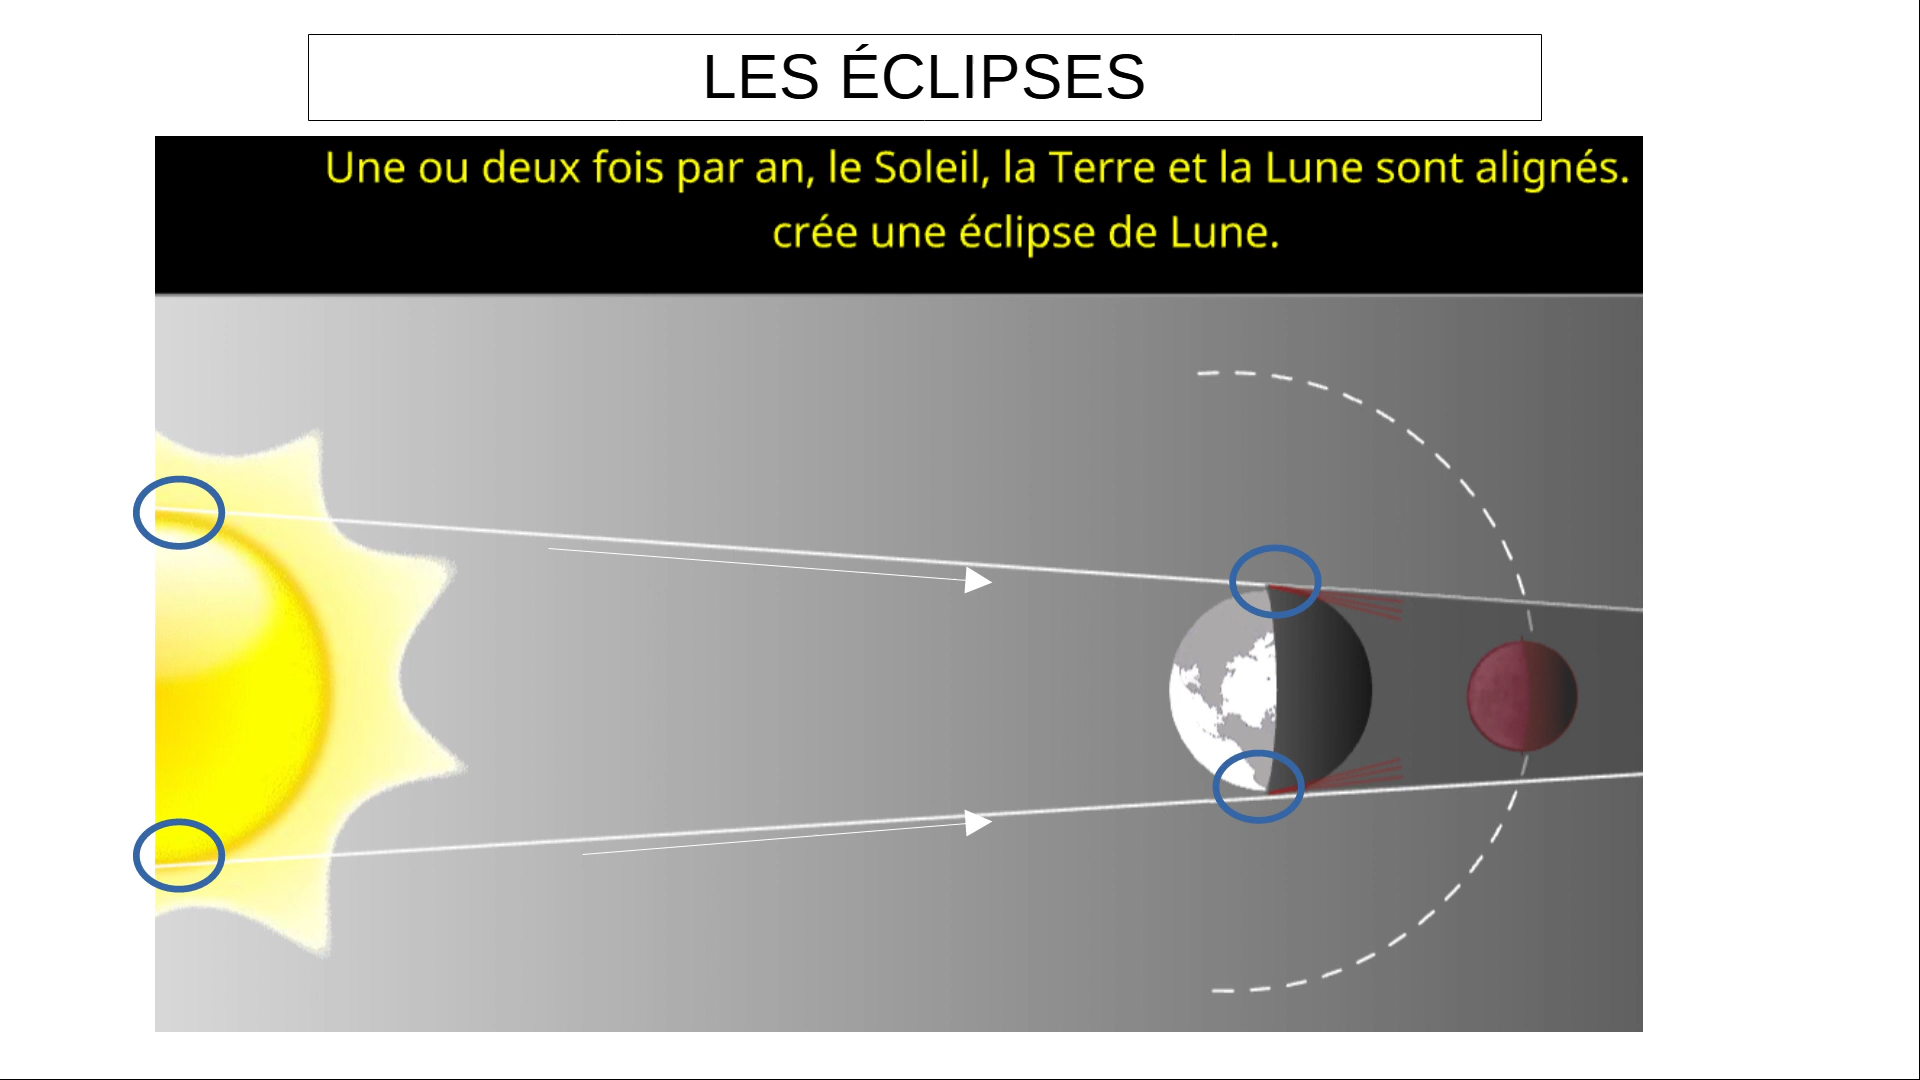 LES ÉCLIPSES
Une ou deux fois par an, le Soleil, la Terre et la Lune sont alignés.
crée une éclipse de Lune.